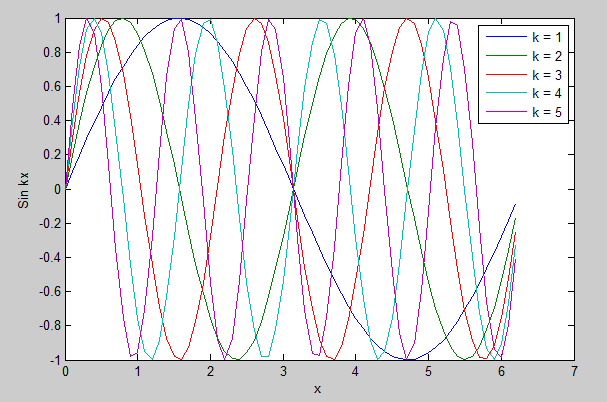 1
0.8
0.6
0.4
0.2
0
-0.2
-0.4
-0.6
-0.8
-1
Sin kx
0 1 2 3 4 5 6 7
x
k = 1
k = 2
k = 3
k = 4
k = 5